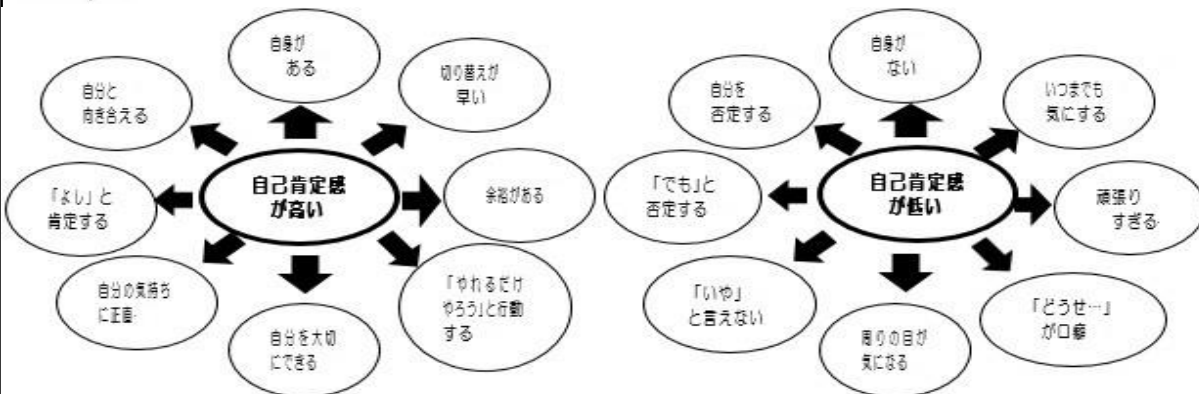 自己肯定感
が高い
自身が
ある
切り替えが
早い
余裕がある
「やれるだけ
やろう」と行動
する
自分を大切
にできる
自分の気持ち
に正直
「よし」と
肯定する
自分と
向き合える
自己肯定感
が低い
自身が
ない
いつまでも
気にする
頑張り
すぎる
「どうせ…」
が口癖
周りの目が
気になる
「いや」
と言えない
「でも」と
否定する
自分を
否定する